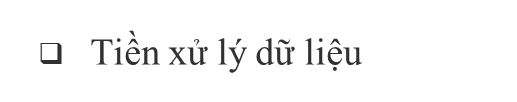 ❑ Tiền xử lý dữ liệu